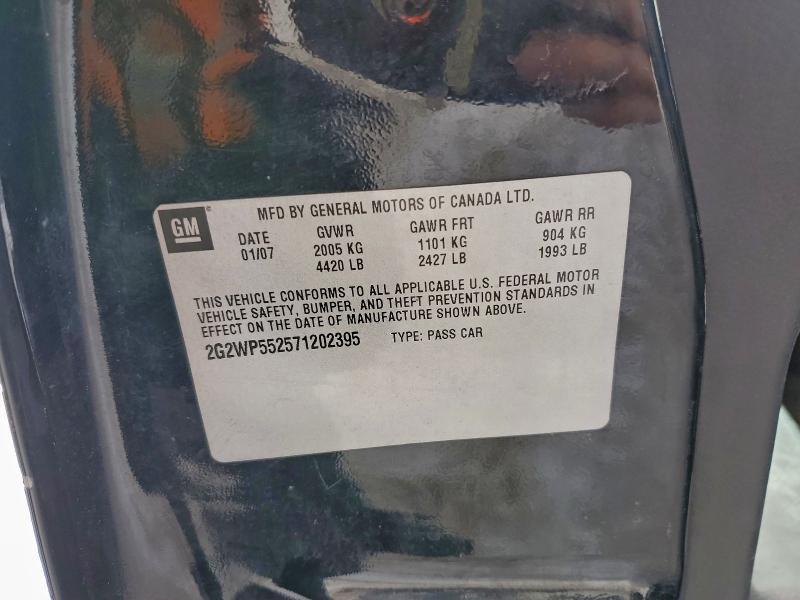 GM
MFD BY GENERAL MOTORS OF CANADA LTD.
DATE GVWR GAWR FRT GAWR RR
01/07 2005 KG 1101 KG 904 KG
4420 LB 2427 LB 1993 LB
THIS VEHICLE CONFORMS TO ALL APPLICABLE U.S. FEDERAL MOTOR
VEHICLE SAFETY, BUMPER, AND THEFT PREVENTION STANDARDS IN
EFFECT ON THE DATE OF MANUFACTURE SHOWN ABOVE.
2G2WP552571202395 TYPE: PASS CAR